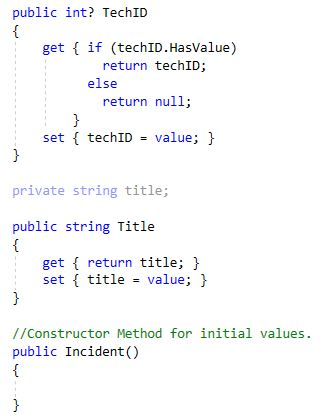 public int? TechID
{
    get { if (techID.HasValue)
            return techID;
          else
            return null;
        }
    set { techID = value; }
}

private string title;

public string Title
{
    get { return title; }
    set { title = value; }
}

//Constructor Method for initial values.
public Incident()
{

}